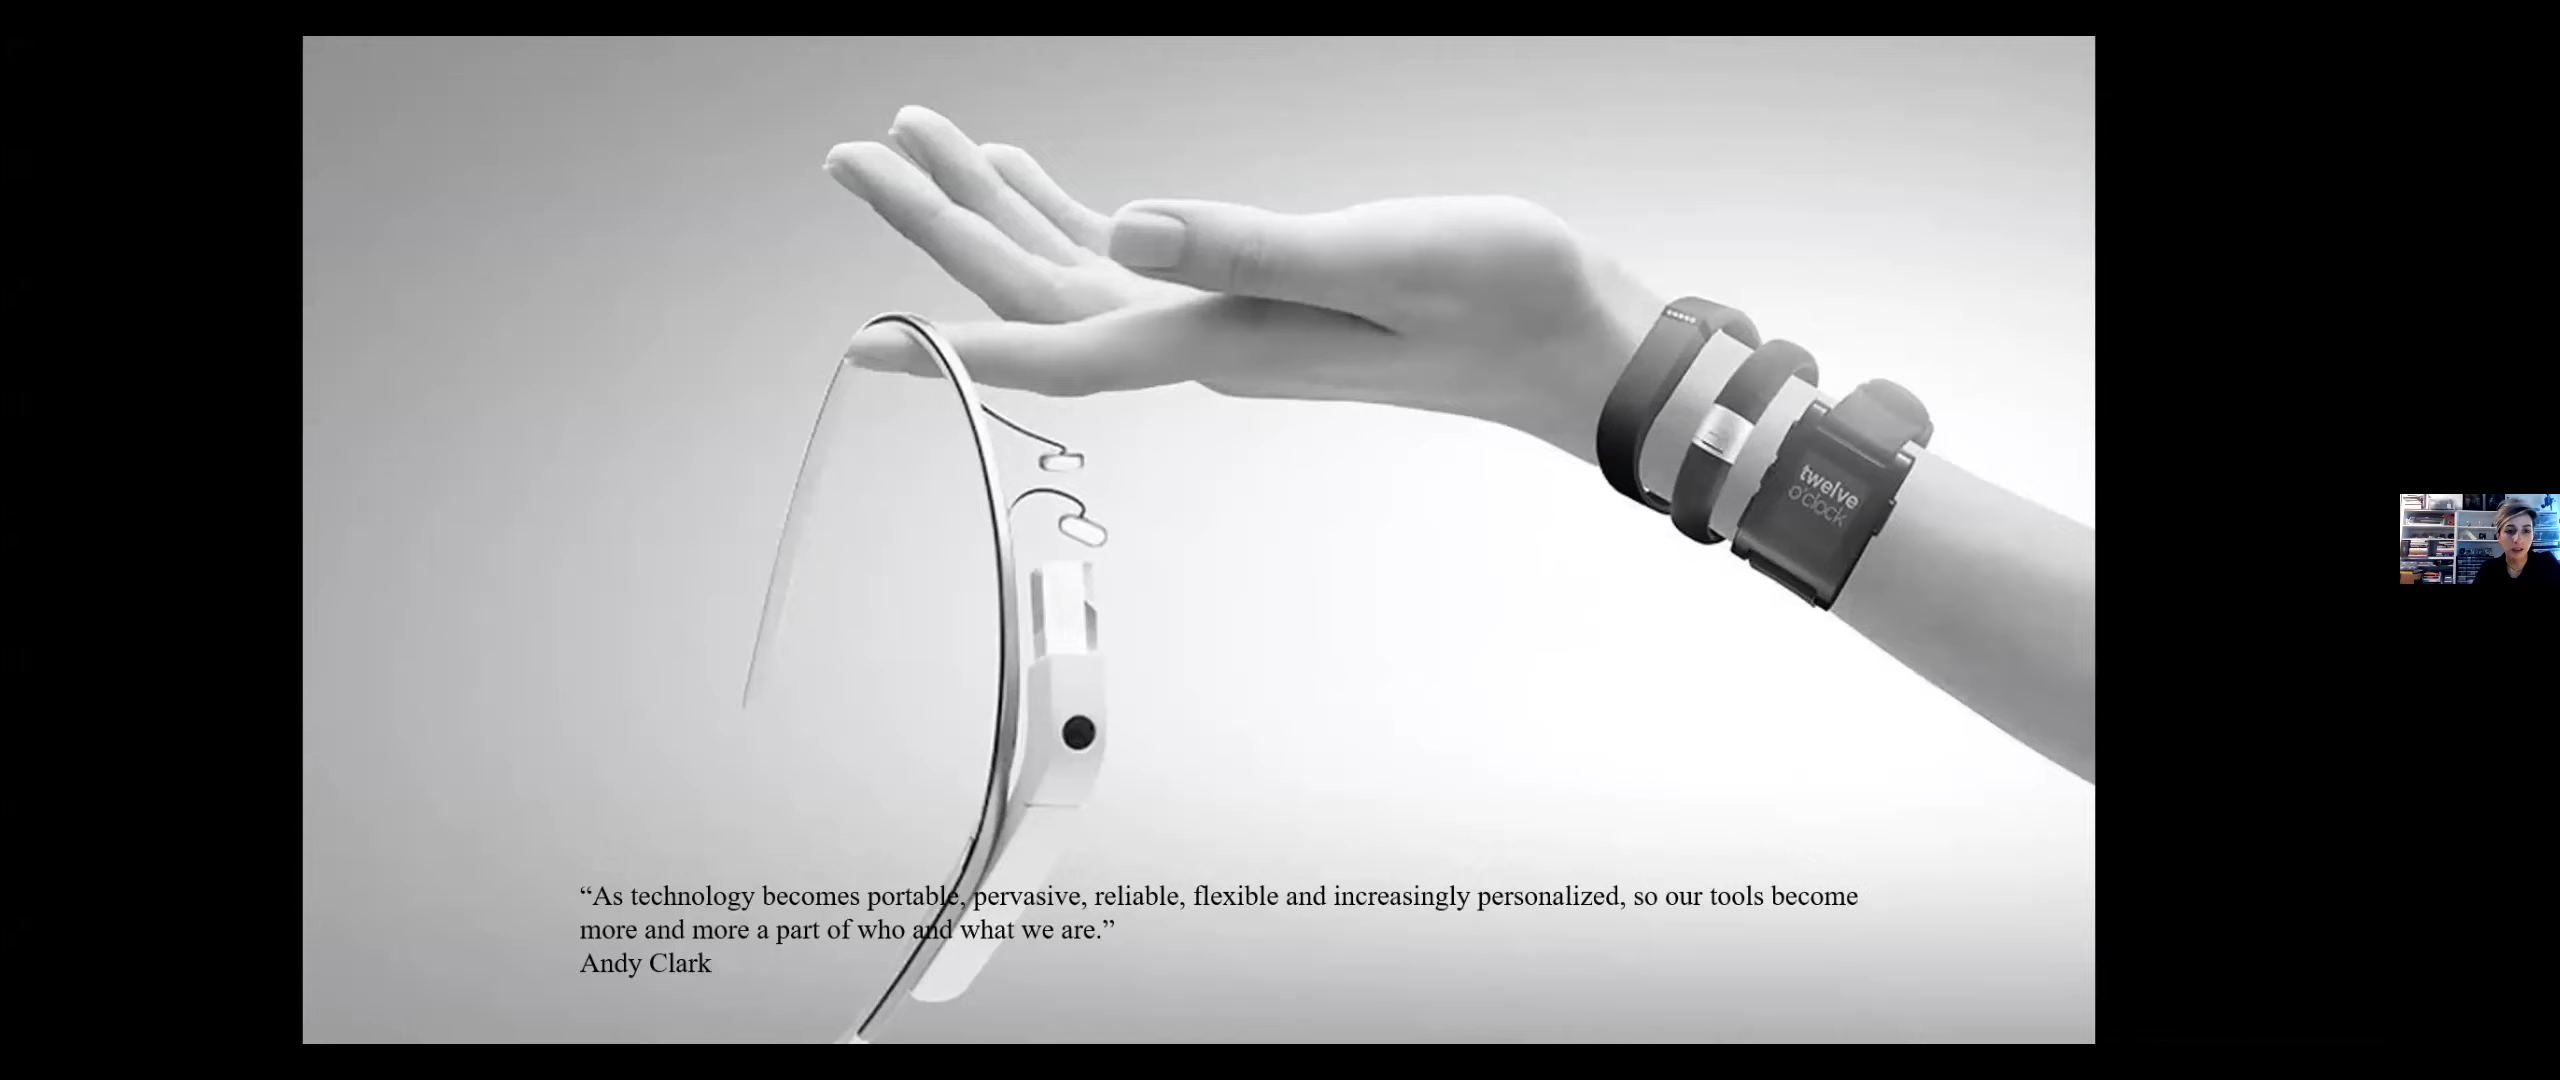 twelve
o'clock
“As technology becomes portable, pervasive, reliable, flexible and increasingly personalized, so our tools become
more and more a part of who and what we are.”
Andy Clark